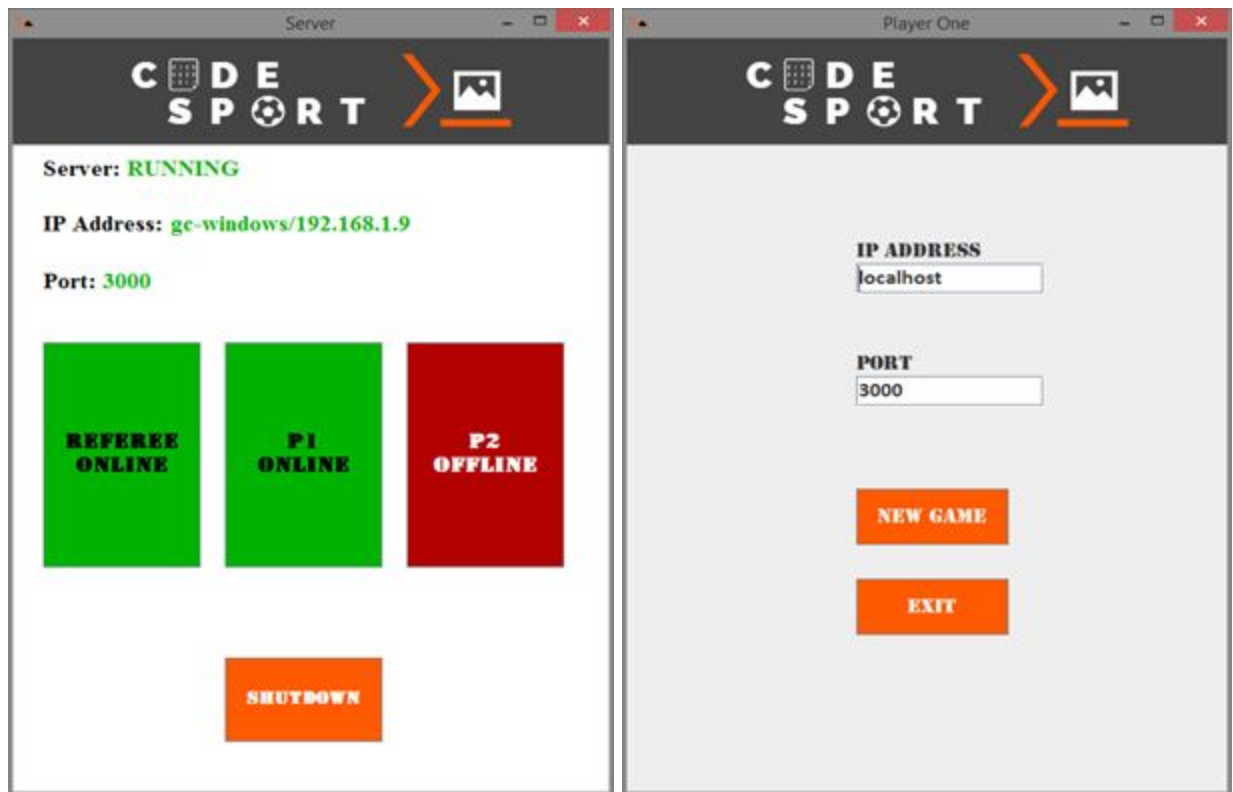 Server
CODE
SPORT
Server: RUNNING
IP Address: gc-windows/192.168.1.9
Port: 3000
REFEREE
ONLINE
P1
ONLINE
P2
OFFLINE
SHUTDOWN
Player One
CODE
SPORT
IP ADDRESS
localhost
PORT
3000
NEW GAME
EXIT